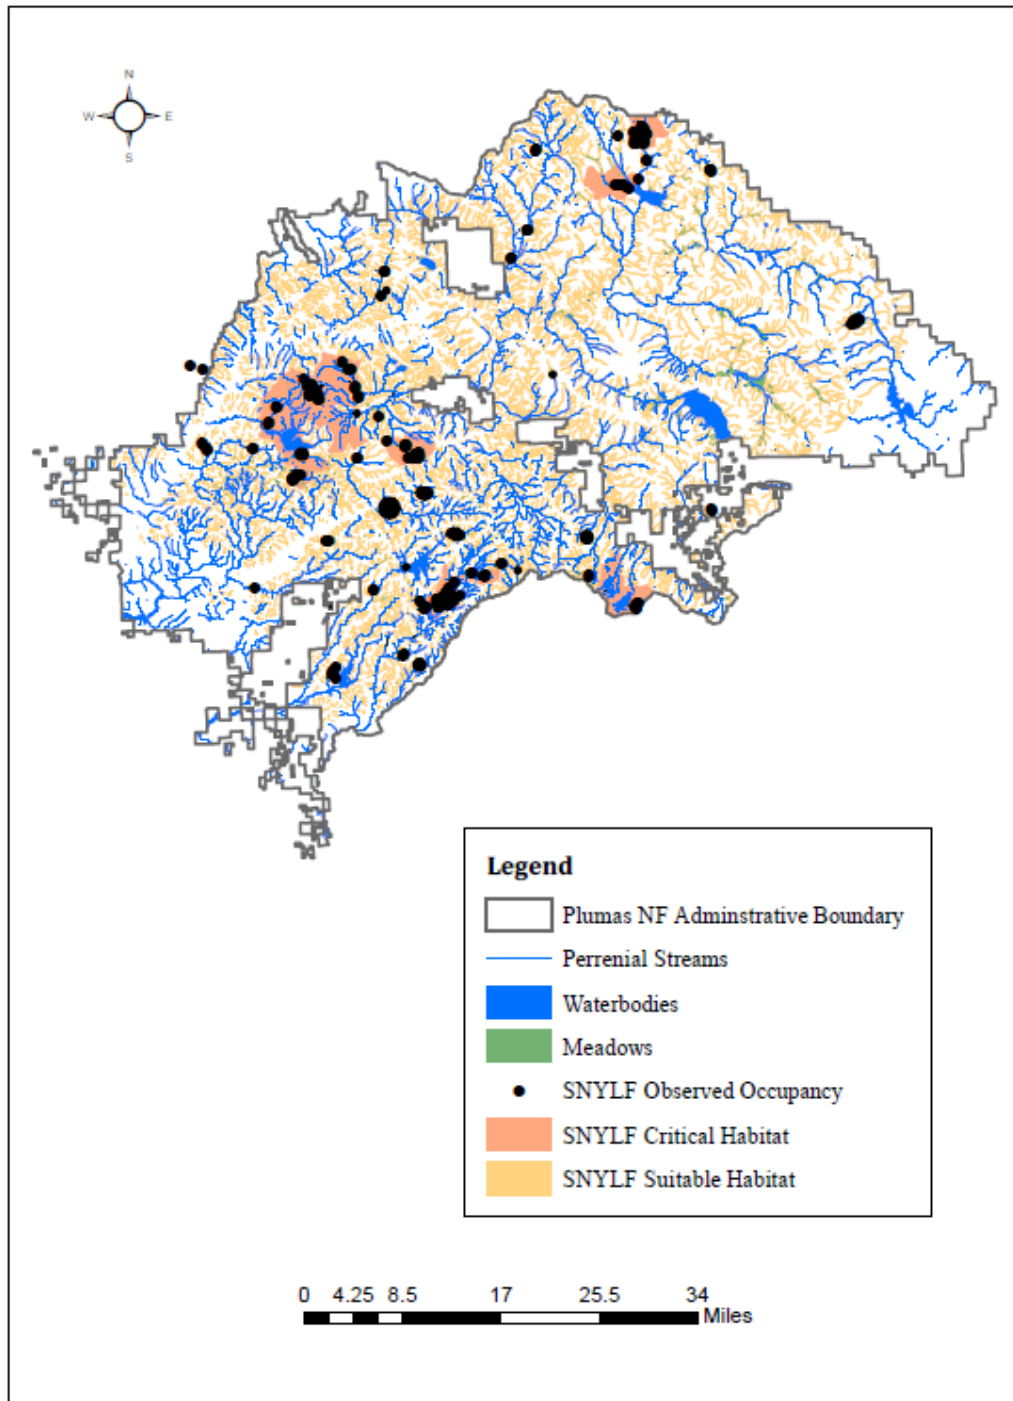 N
W E
S
Legend
Plumas NF Adminstrative Boundary
Perrenial Streams
Waterbodies
Meadows
SNYLF Observed Occupancy
SNYLF Critical Habitat
SNYLF Suitable Habitat
0 4.25 8.5 17 25.5 34
Miles